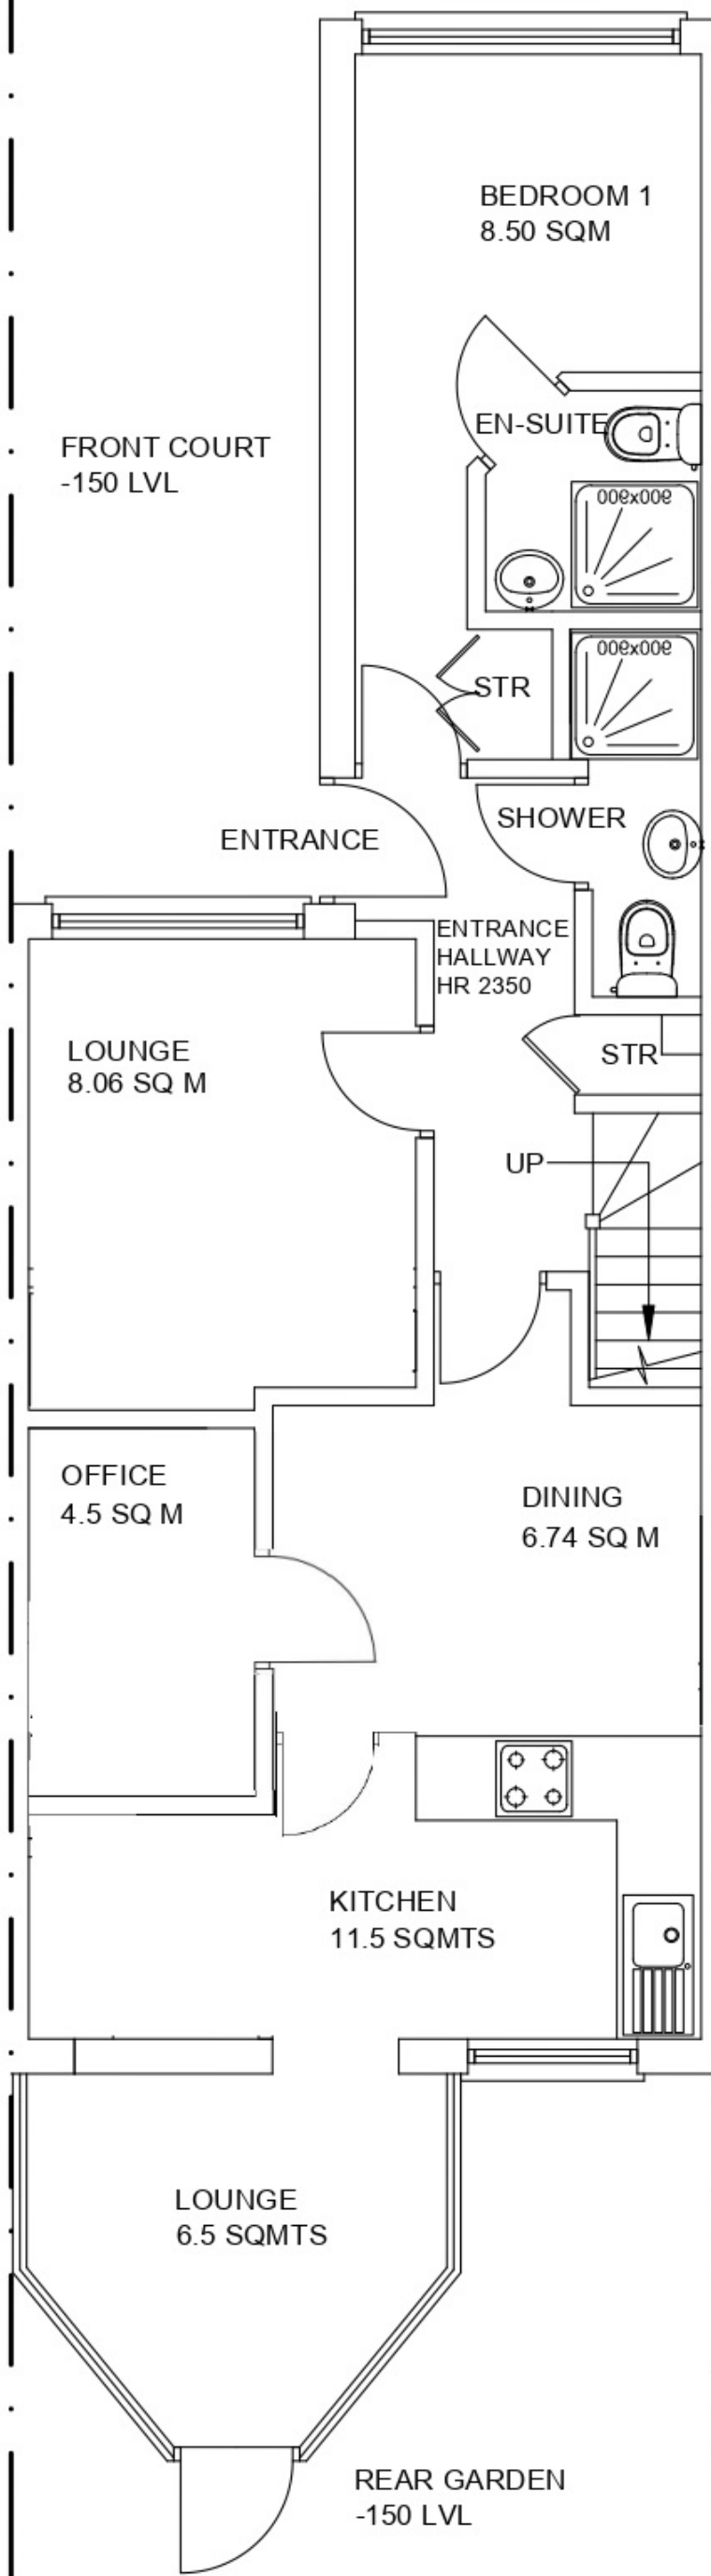 BEDROOM 1
8.50 SQM
EN-SUITE
FRONT COURT
-150 LVL
900x900
900x900
STR
SHOWER
ENTRANCE
ENTRANCE
HALLWAY
HR 2350
LOUNGE
8.06 SQ M
STR
UP
OFFICE
4.5 SQ M
DINING
6.74 SQ M
KITCHEN
11.5 SQMTS
LOUNGE
6.5 SQMTS
REAR GARDEN
-150 LVL